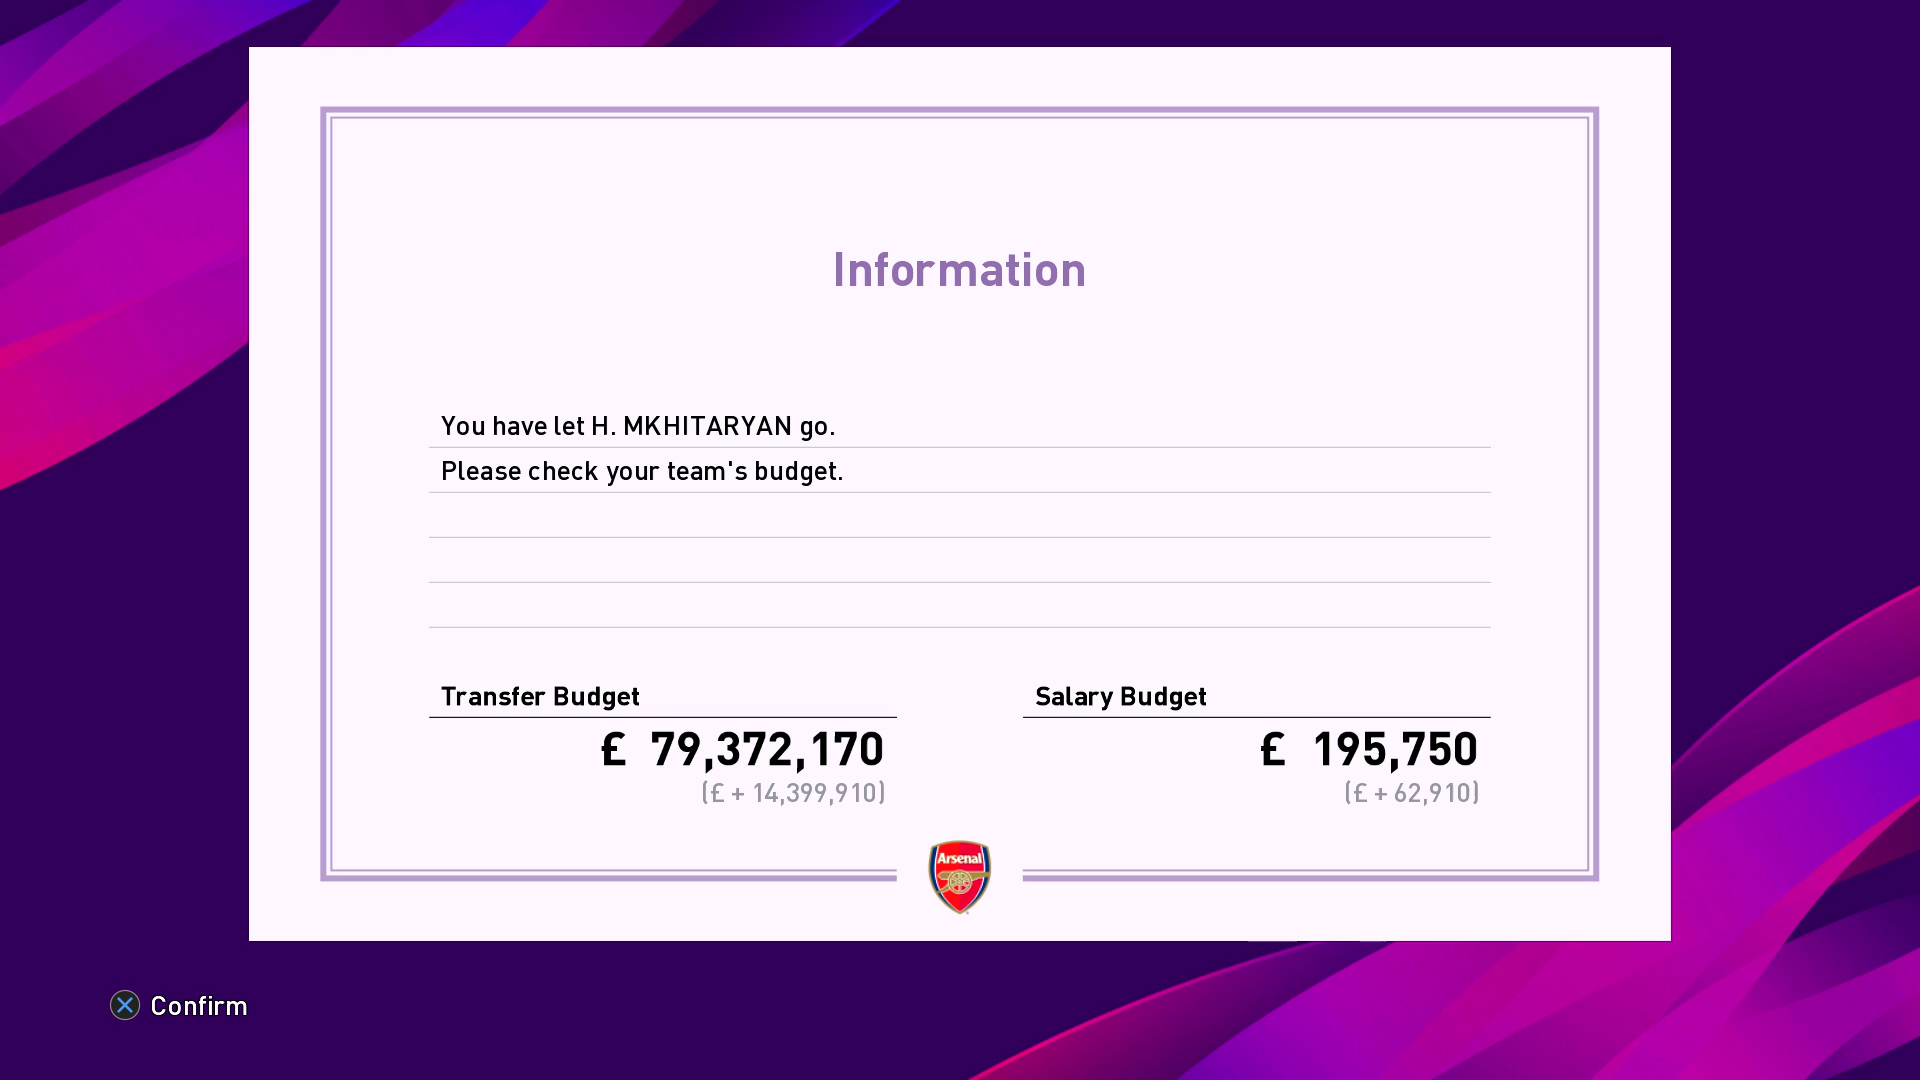 Information
You have let H. MKHITARYAN go.
Please check your team's budget.
Transfer Budget
£ 79,372,170
(£ + 14,399,910)
Salary Budget
£ 195,750
(£ + 62,910)
Arsenal
Confirm